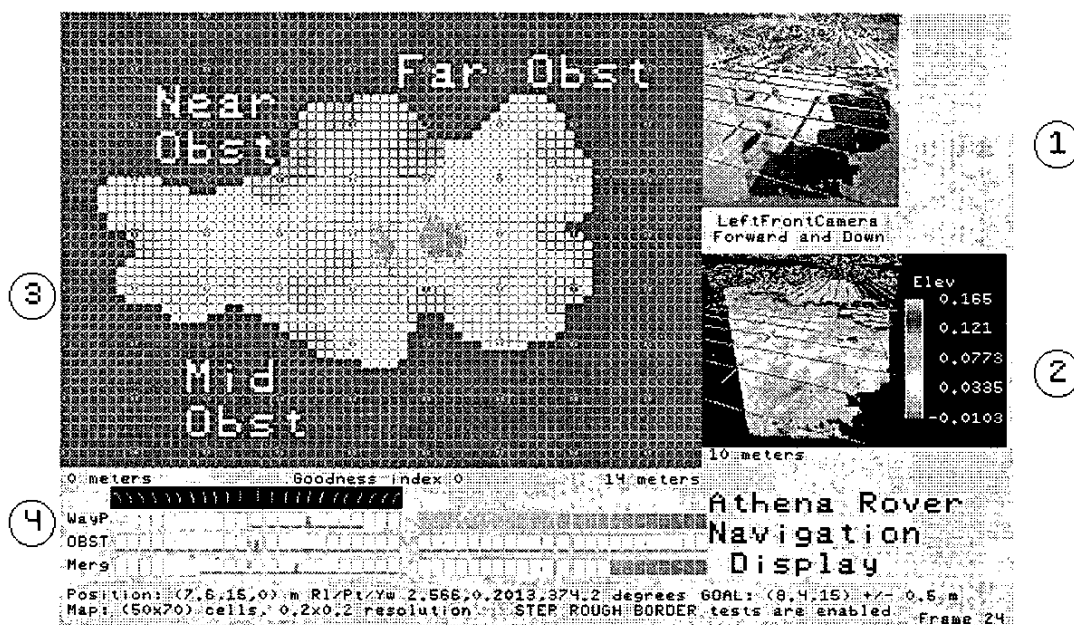 Far Obst
Near
Obst
1
LeftFrontCamera
Forward and Down
3
Elev
0.165
0.121
0.0773
0.0335
-0.0103
2
Mid
Obst
10 meters
0 meters Goodness index 0 14 meters
4
WayP
OBST
Merg
Athena Rover
Navigation
Display
Position: (7.6,15,0) m Rl/Pt/Yw 2.566,0.2013,374.2 degrees GOAL: (8.4,15) +/- 0.5 m
Map: (50x70) cells, 0.2x0.2 resolution STEP ROUGH BORDER tests are enabled
Frame 24